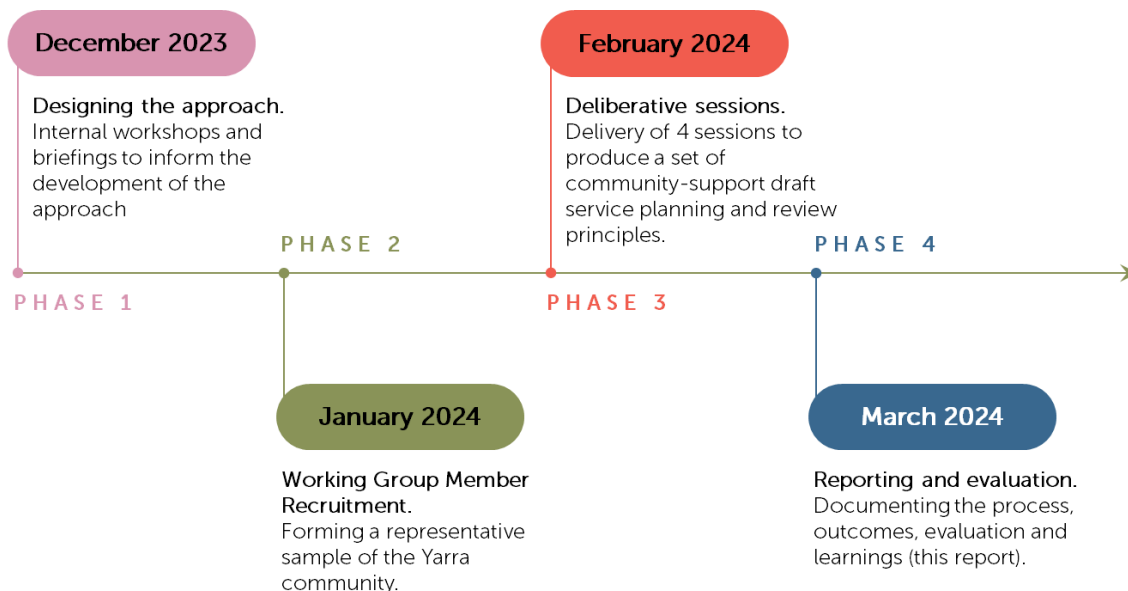 December 2023
Designing the approach.
Internal workshops and
briefings to inform the
development of the
approach
PHASE 1
PHASE 2
January 2024
Working Group Member
Recruitment.
Forming a representative
sample of the Yarra
community.
February 2024
Deliberative sessions.
Delivery of 4 sessions to
produce a set of
community-support draft
service planning and review
principles.
PHASE 3
PHASE 4
March 2024
Reporting and evaluation.
Documenting the process,
outcomes, evaluation and
learnings (this report).